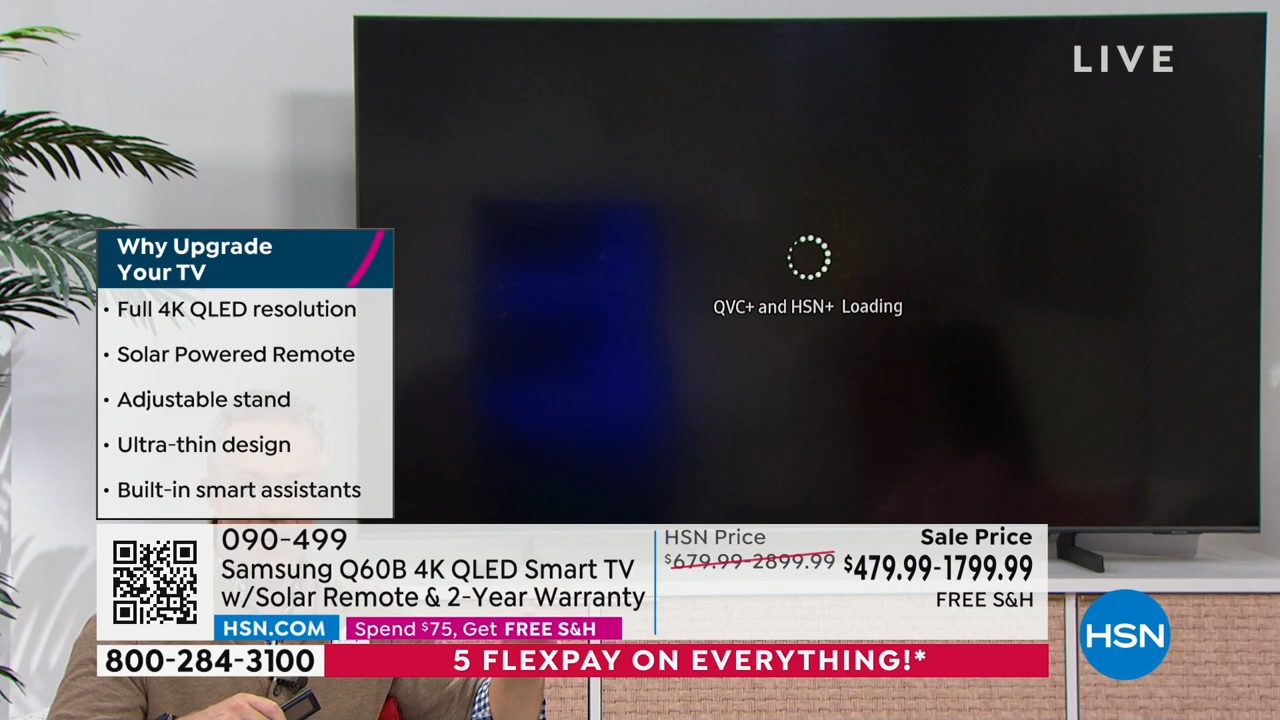 LIVE
QVC+ and HSN+ Loading
Why Upgrade
Your TV
• Full 4K QLED resolution
• Solar Powered Remote
• Adjustable stand
• Ultra-thin design
• Built-in smart assistants
090-499
Samsung Q60B 4K QLED Smart TV
w/Solar Remote & 2-Year Warranty
HSN.COM
Spend $75, Get FREE S&H
HSN Price
$679.99-2899.99
Sale Price
$479.99-1799.99
FREE S&H
800-284-3100
5 FLEXPAY ON EVERYTHING!*
HSN